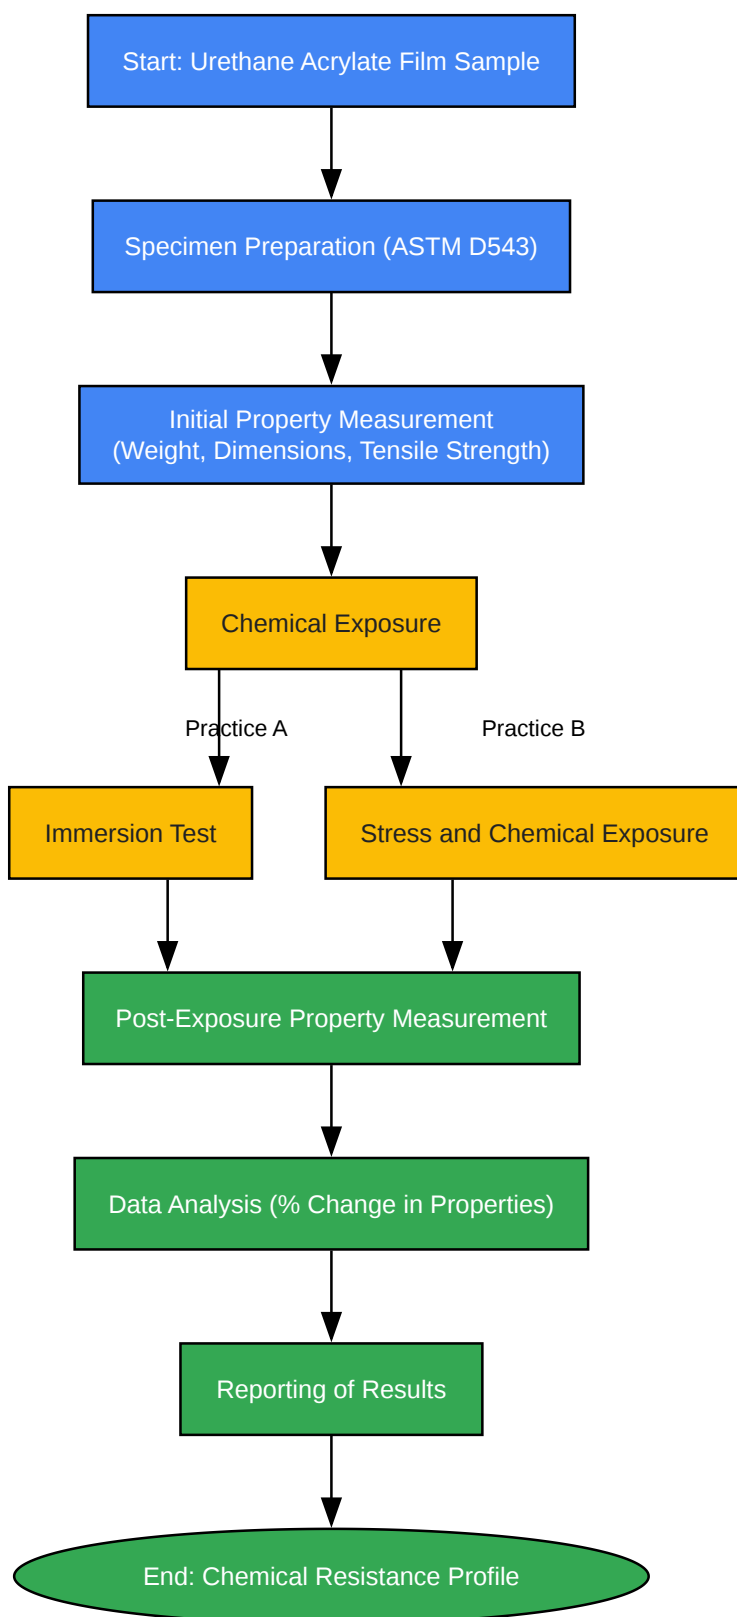 Start: Urethane Acrylate Film Sample
Specimen Preparation (ASTM D543)
Initial Property Measurement
(Weight, Dimensions, Tensile Strength)
Chemical Exposure
Practice A
Practice B
Immersion Test
Stress and Chemical Exposure
Post-Exposure Property Measurement
Data Analysis (% Change in Properties)
Reporting of Results
End: Chemical Resistance Profile